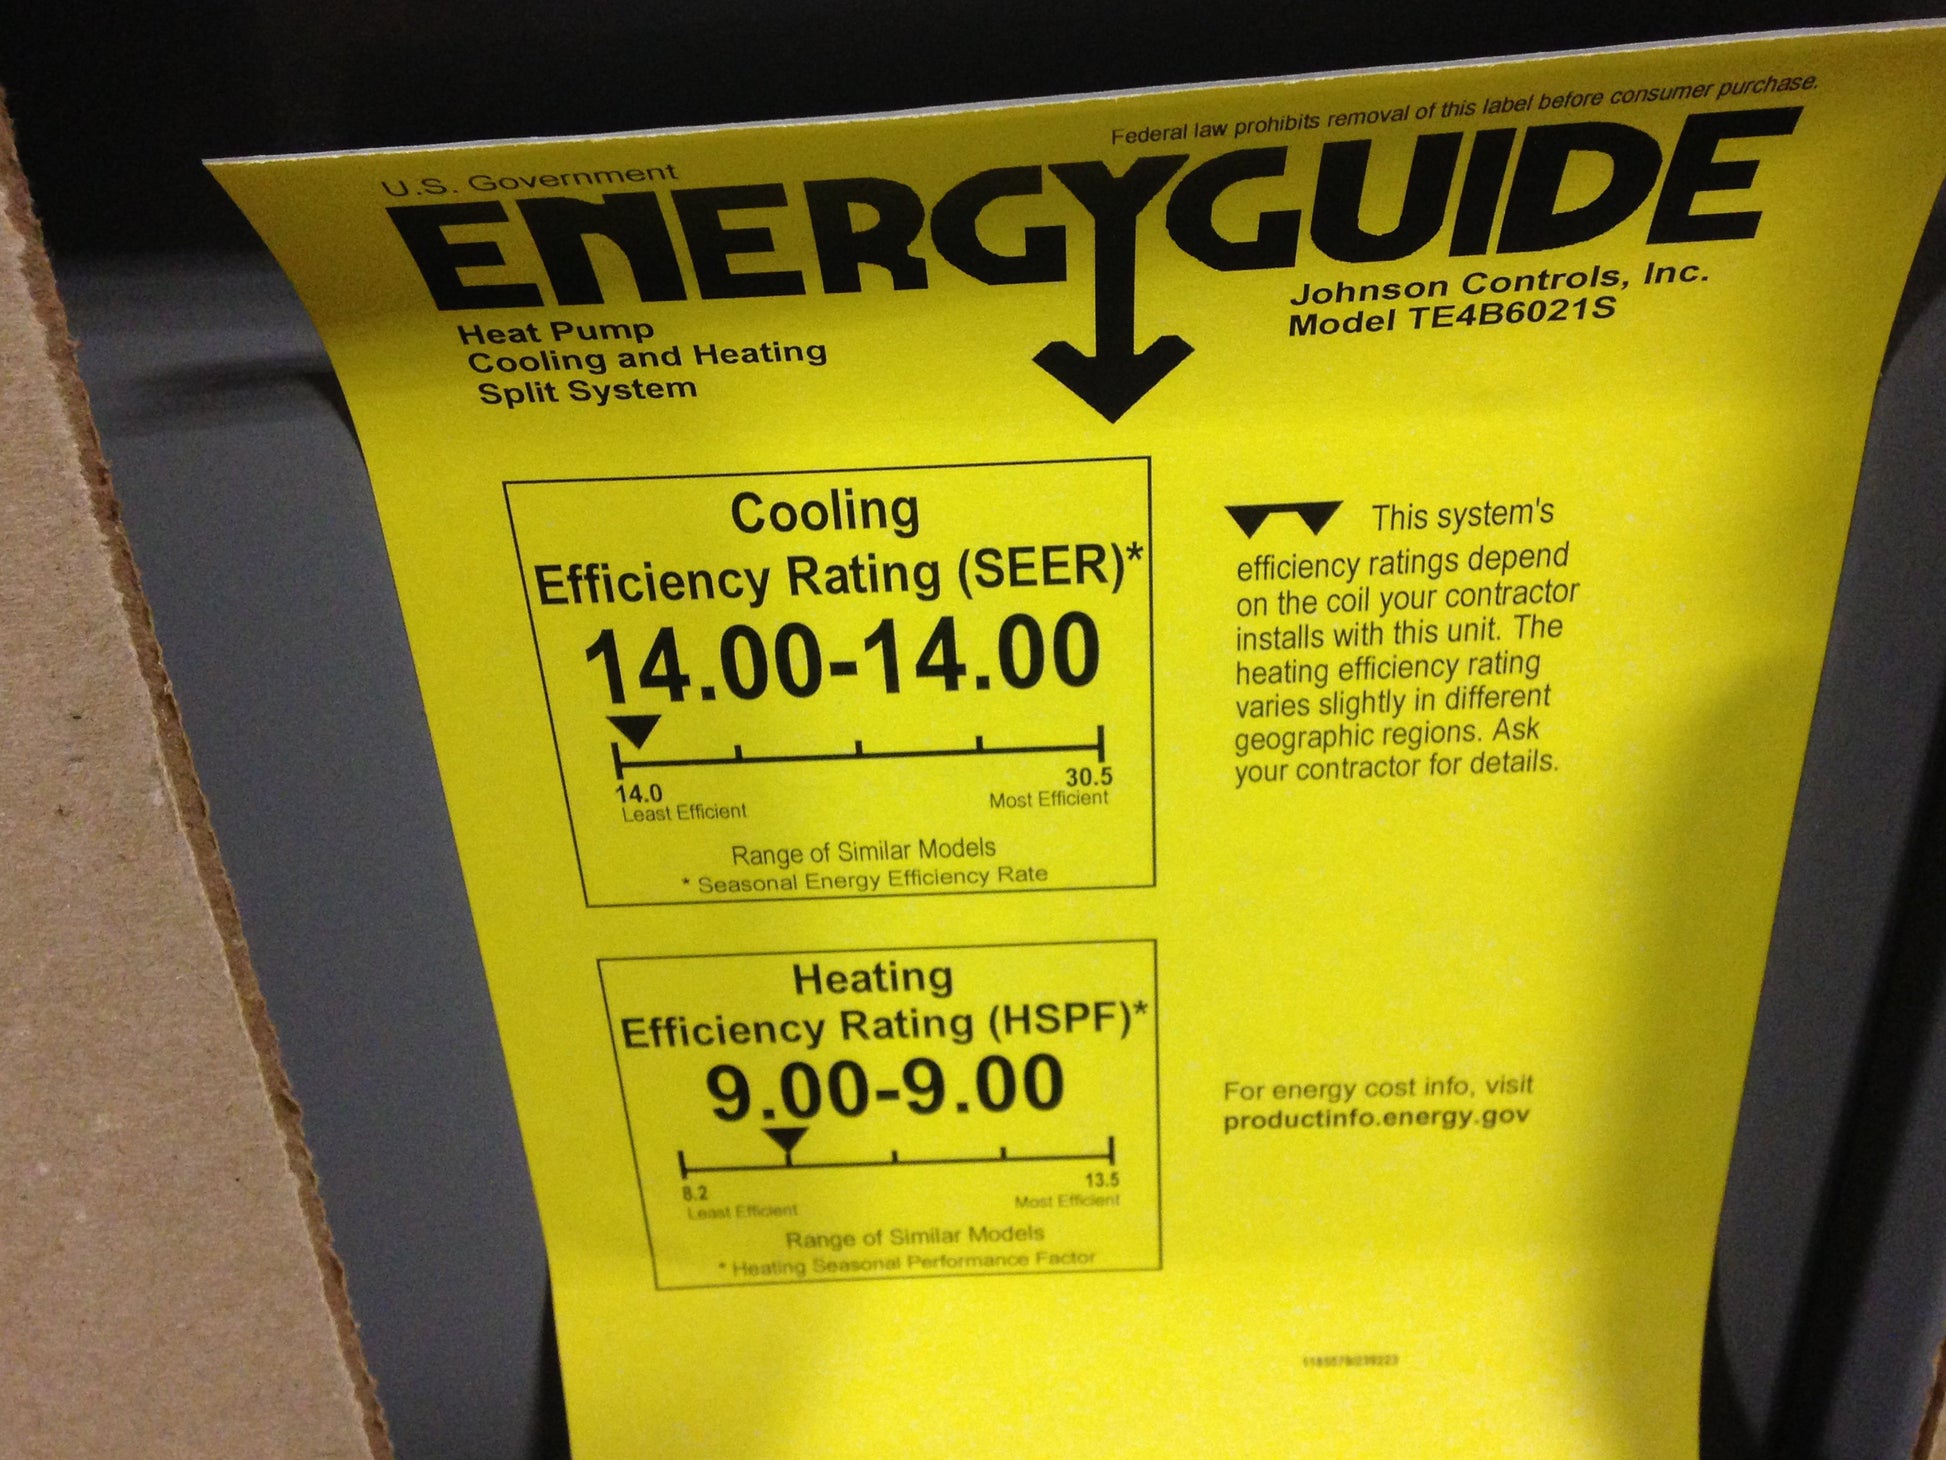 Federal law prohibits removal of this label before consumer purchase.
U.S. Government
ENERGYGUIDE
Heat Pump
Cooling and Heating
Split System
Johnson Controls, Inc.
Model TE4B6021S
Cooling
Efficiency Rating (SEER)*
14.00-14.00
14.0
30.5
Least Efficient
Most Efficient
Range of Similar Models
* Seasonal Energy Efficiency Rate
This system's
efficiency ratings depend
on the coil your contractor
installs with this unit. The
heating efficiency rating
varies slightly in different
geographic regions. Ask
your contractor for details.
Heating
Efficiency Rating (HSPF)*
9.00-9.00
8.2
13.5
Least Efficient
Most Efficient
Range of Similar Models
* Heating Seasonal Performance Factor
For energy cost info, visit
productinfo.energy.gov